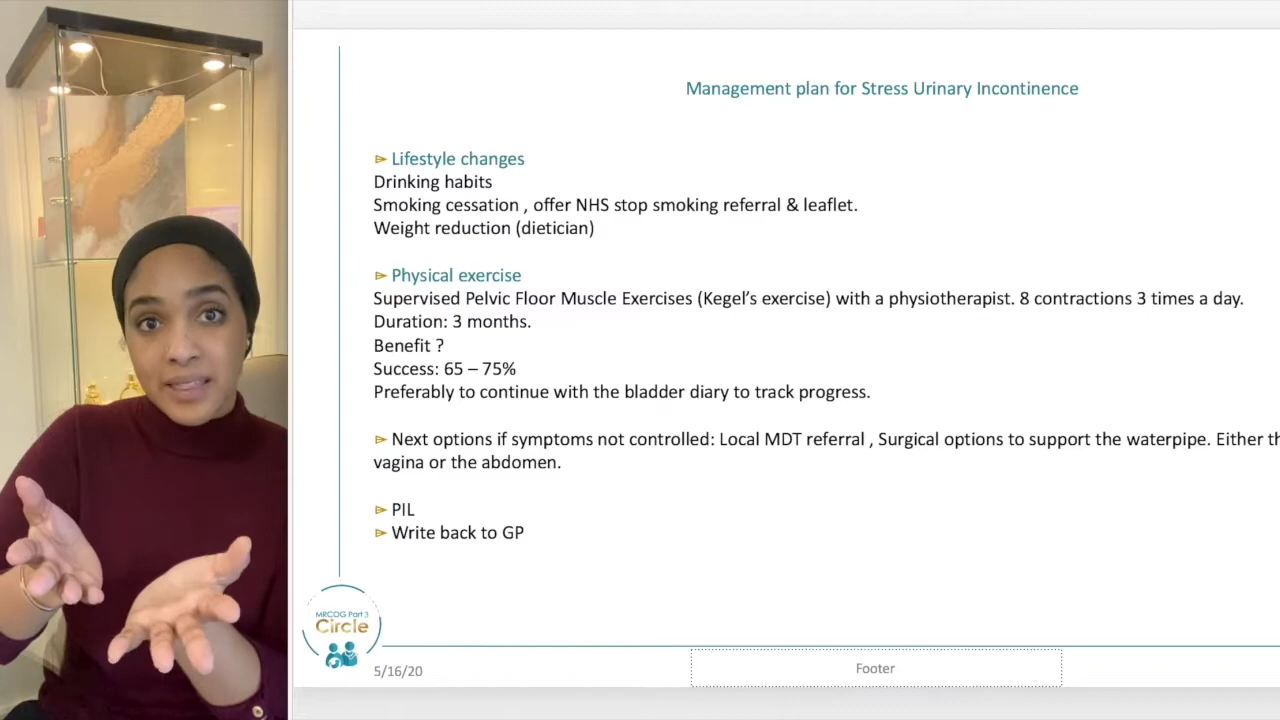 Management plan for Stress Urinary Incontinence
⌲ Lifestyle changes
Drinking habits
Smoking cessation , offer NHS stop smoking referral & leaflet.
Weight reduction (dietician)
⌲ Physical exercise
Supervised Pelvic Floor Muscle Exercises (Kegel’s exercise) with a physiotherapist. 8 contractions 3 times a day.
Duration: 3 months.
Benefit ?
Success: 65 – 75%
Preferably to continue with the bladder diary to track progress.
⌲ Next options if symptoms not controlled: Local MDT referral , Surgical options to support the waterpipe. Either
vagina or the abdomen.
⌲ PIL
⌲ Write back to GP
MRCOG Part 3
Circle
5/16/20
Footer